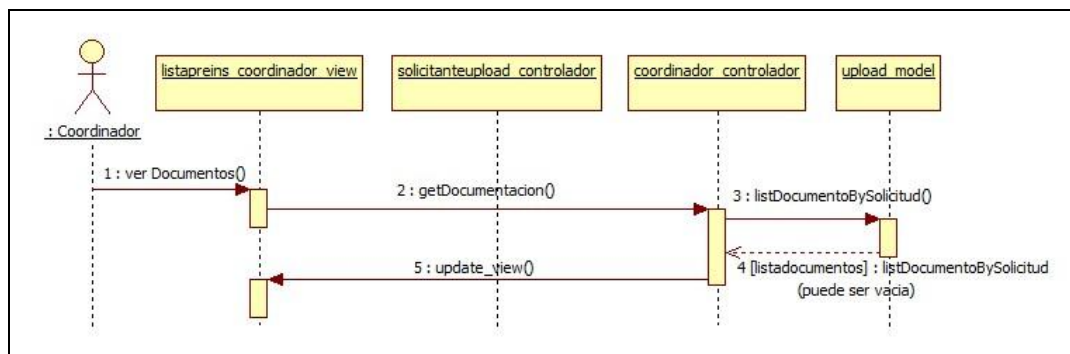 listapreins_coordinador_view
solicitanteupload_controlador
coordinador_controlador
upload_model
: Coordinador
1 : ver Documentos()
2 : getDocumentacion()
3 : listDocumentoBySolicitud()
4 [listadocumentos] : listDocumentoBySolicitud
(puede ser vacia)
5 : update_view()